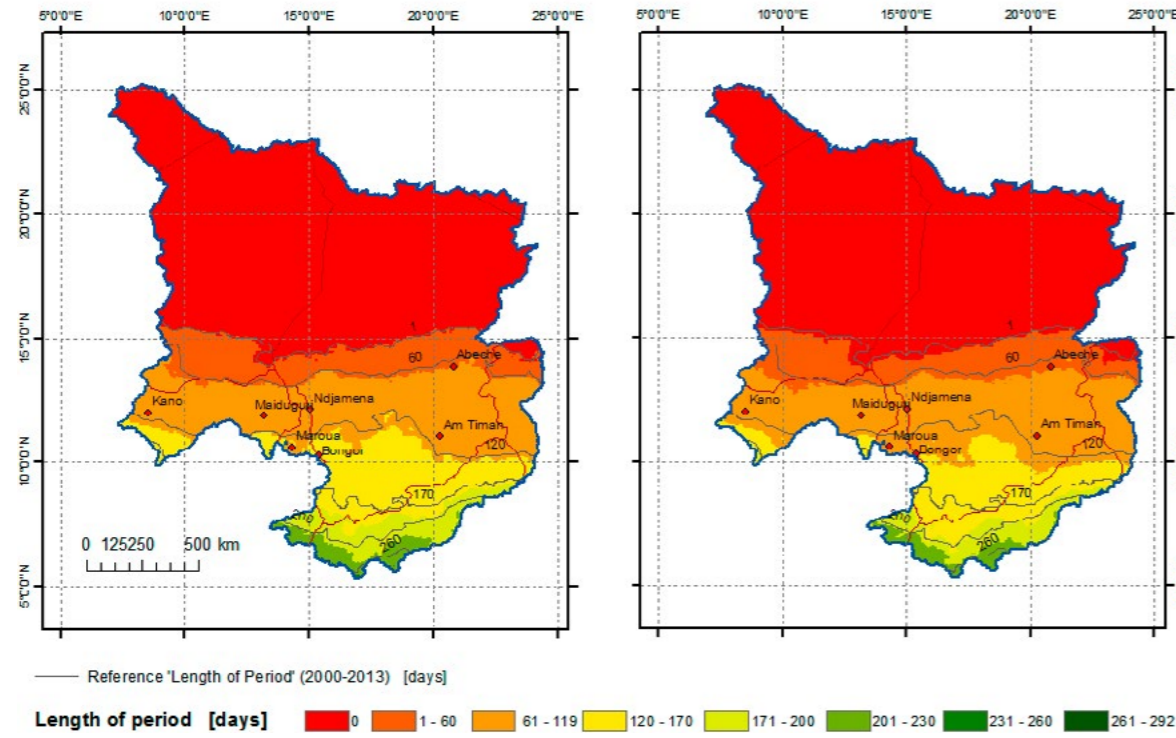 5°0'0"E 10°0'0"E 15°0'0"E 20°0'0"E 25°0'0"E
5°0'0"E 10°0'0"E 15°0'0"E 20°0'0"E 25°0'0"E
25°0'0"N
20°0'0"N
15°0'0"N
10°0'0"N
5°0'0"N
1
60
Abeche
Kano
Maiduguri
Ndjamena
Am Timan
Maroua
Bongor
120
170
260
0 125250 500 km
1
60
Abeche
Kano
Maiduguri
Ndjamena
Am Timan
Maroua
Bongor
120
170
260
Reference 'Length of Period' (2000-2013) [days]
Length of period [days] 0 1 - 60 61 - 119 120 - 170 171 - 200 201 - 230 231 - 260 261 - 292